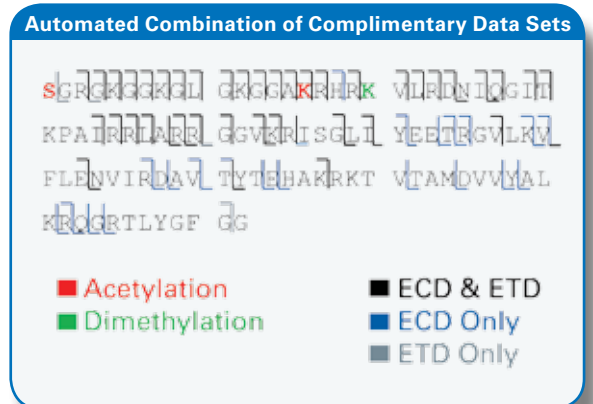 Automated Combination of Complimentary Data Sets
SGRGKGGKGL GKGGAKRHRK VLRDNIQGIT
KPAIRRLARR GGVKRISGLI YEETRGVLKV
FLENVIRDAV TYTEHAKRKT VTAMDVVYAL
KRQGRTLYGF GG
Acetylation
Dimethylation
ECD & ETD
ECD Only
ETD Only